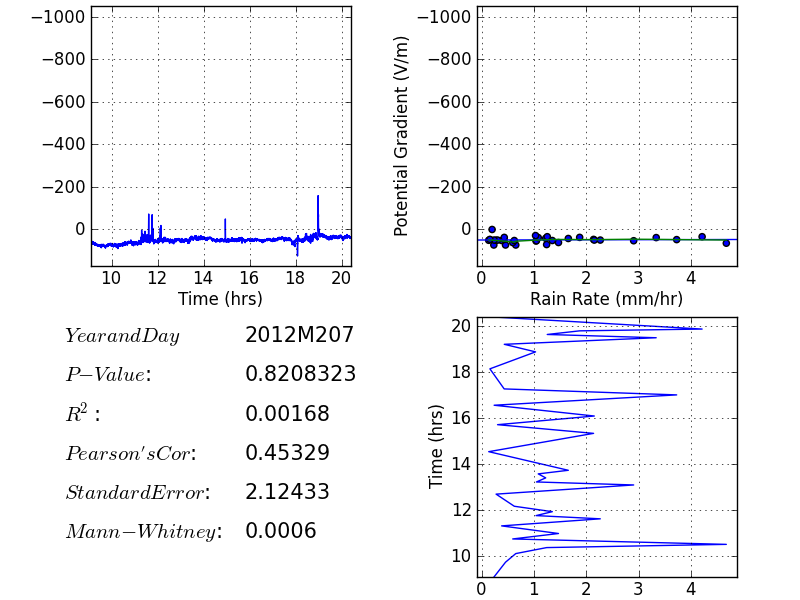 −1000
−800
−600
−400
−200
0
10 12 14 16 18 20
Time (hrs)
Potential Gradient (V/m)
−1000
−800
−600
−400
−200
0
0 1 2 3 4
Rain Rate (mm/hr)
YearandDay 2012M207
P−Value: 0.8208323
R²: 0.00168
Pearson'sCor: 0.45329
StandardError: 2.12433
Mann−Whitney: 0.0006
Time (hrs)
20
18
16
14
12
10
0 1 2 3 4